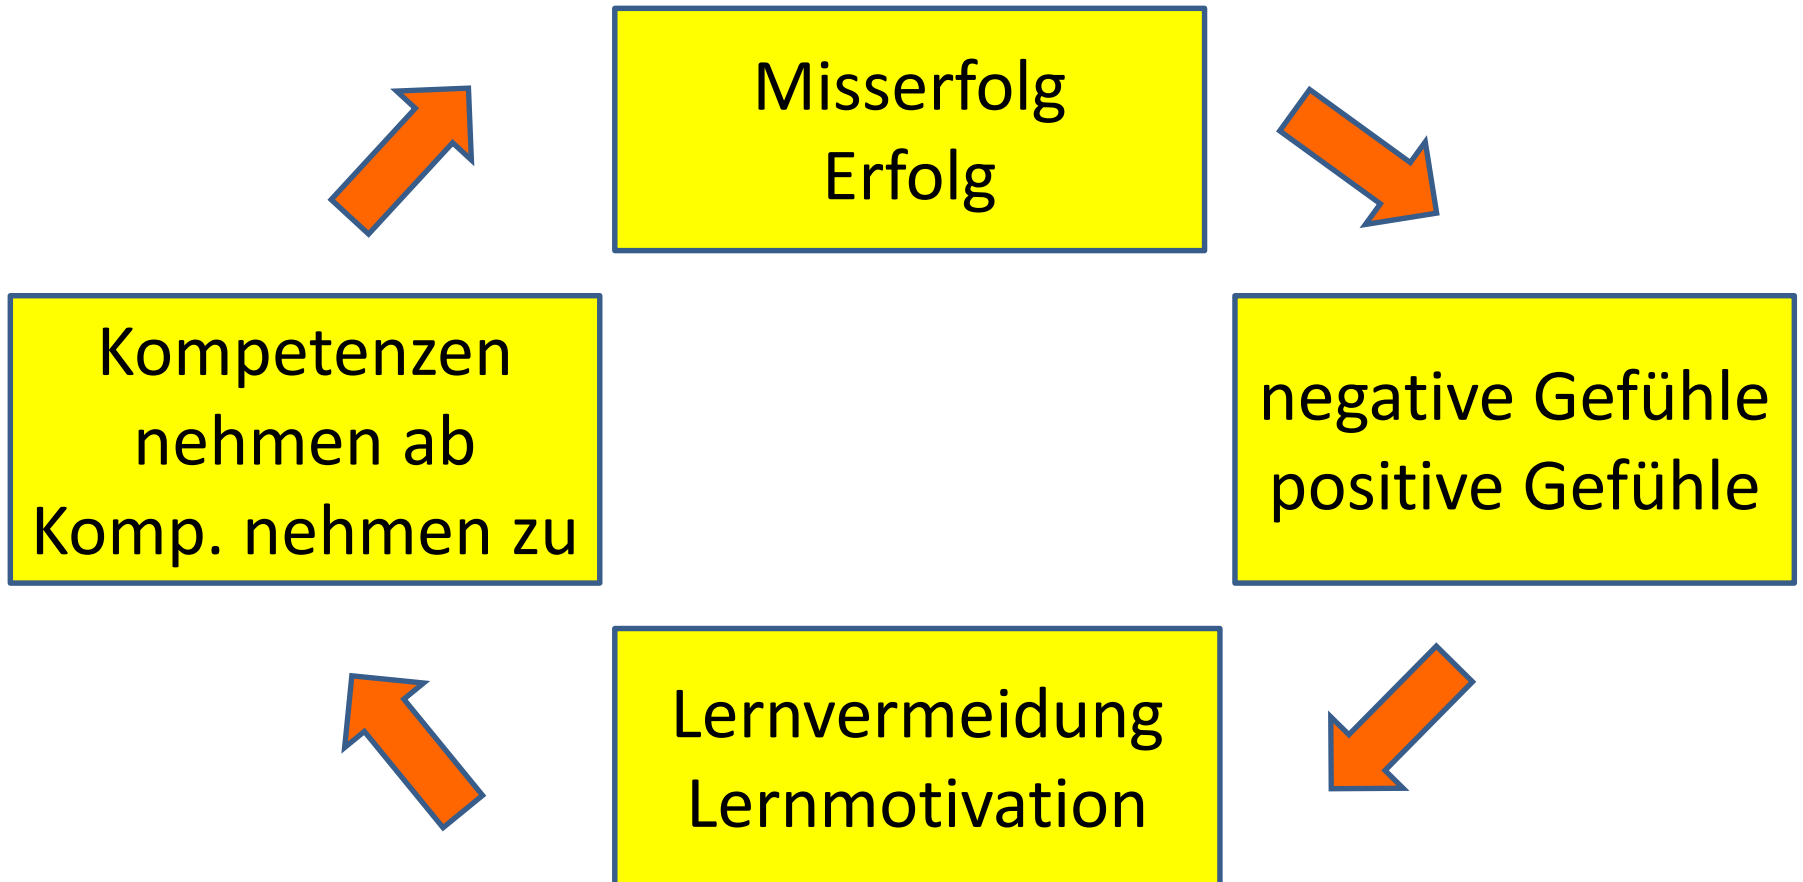 Misserfolg
Erfolg
Kompetenzen
nehmen ab
Komp. nehmen zu
negative Gefühle
positive Gefühle
Lernvermeidung
Lernmotivation